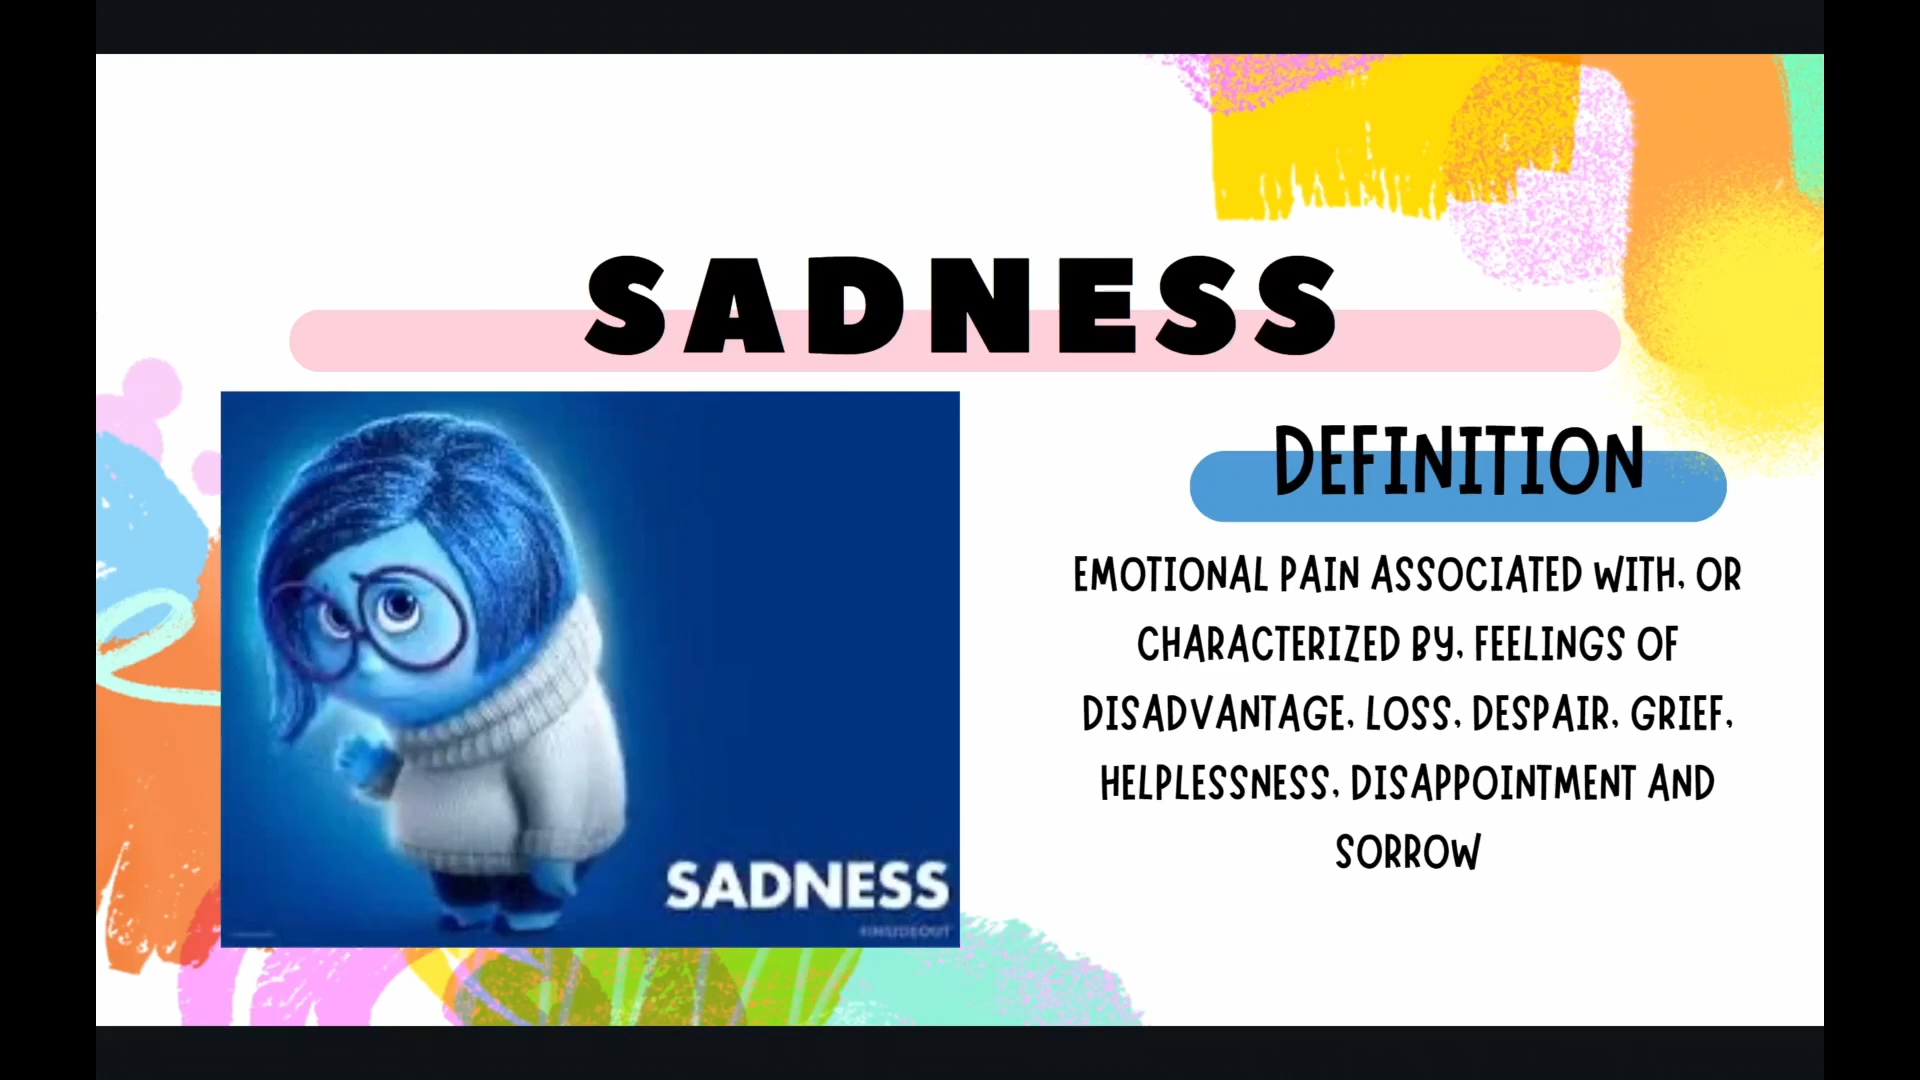 SADNESS
DEFINITION
EMOTIONAL PAIN ASSOCIATED WITH, OR
CHARACTERIZED BY, FEELINGS OF
DISADVANTAGE, LOSS, DESPAIR, GRIEF,
HELPLESSNESS, DISAPPOINTMENT AND
SORROW
SADNESS
#INSIDEOUT